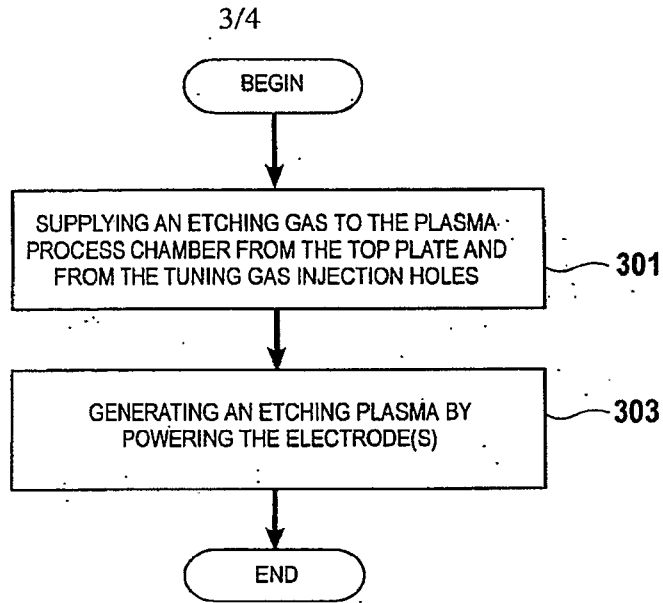 3/4
BEGIN
SUPPLYING AN ETCHING GAS TO THE PLASMA
PROCESS CHAMBER FROM THE TOP PLATE AND
FROM THE TUNING GAS INJECTION HOLES
301
GENERATING AN ETCHING PLASMA BY
POWERING THE ELECTRODE(S)
303
END